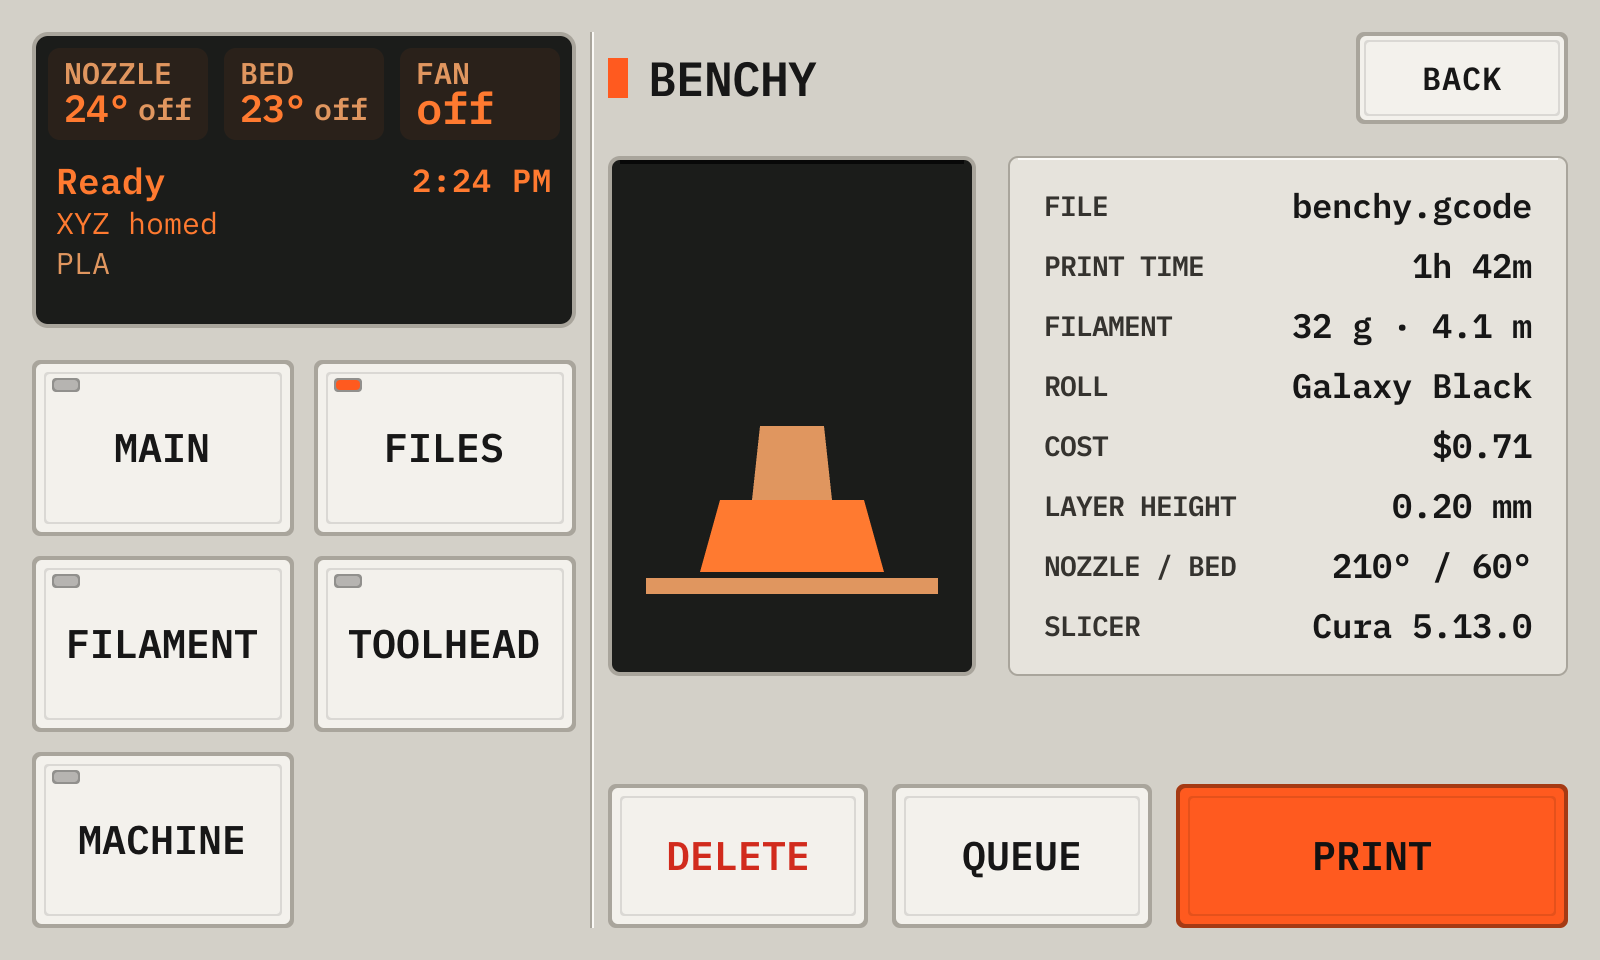 NOZZLE BED FAN
24° off 23° off off
Ready 2:24 PM
XYZ homed
PLA
MAIN FILES
FILAMENT TOOLHEAD
MACHINE
BENCHY BACK
FILE benchy.gcode
PRINT TIME 1h 42m
FILAMENT 32 g · 4.1 m
ROLL Galaxy Black
COST $0.71
LAYER HEIGHT 0.20 mm
NOZZLE / BED 210° / 60°
SLICER Cura 5.13.0
DELETE QUEUE PRINT